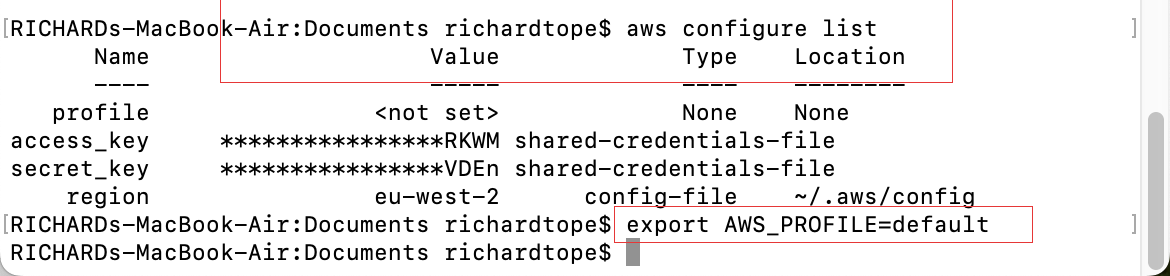 [RICHARDs-MacBook-Air:Documents richardtope$ aws configure list ]
Name Value Type Location
---- ----- ---- --------
profile <not set> None None
access_key ****************RKWM shared-credentials-file
secret_key ****************VDEn shared-credentials-file
region eu-west-2 config-file ~/.aws/config
[RICHARDs-MacBook-Air:Documents richardtope$ export AWS_PROFILE=default ]
RICHARDs-MacBook-Air:Documents richardtope$